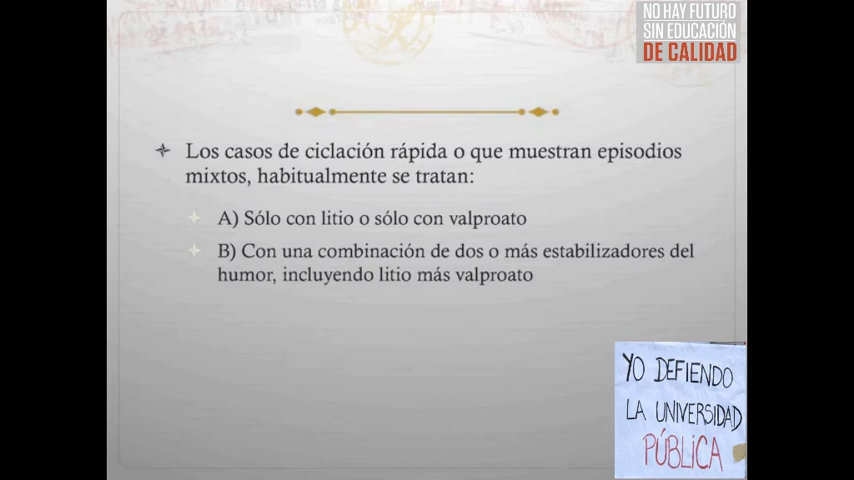 NO HAY FUTURO
SIN EDUCACIÓN
DE CALIDAD
Los casos de ciclación rápida o que muestran episodios
mixtos, habitualmente se tratan:
A) Sólo con litio o sólo con valproato
B) Con una combinación de dos o más estabilizadores del
humor, incluyendo litio más valproato
YO DEFIENDO
LA UNIVERSIDAD
PÚBLICA